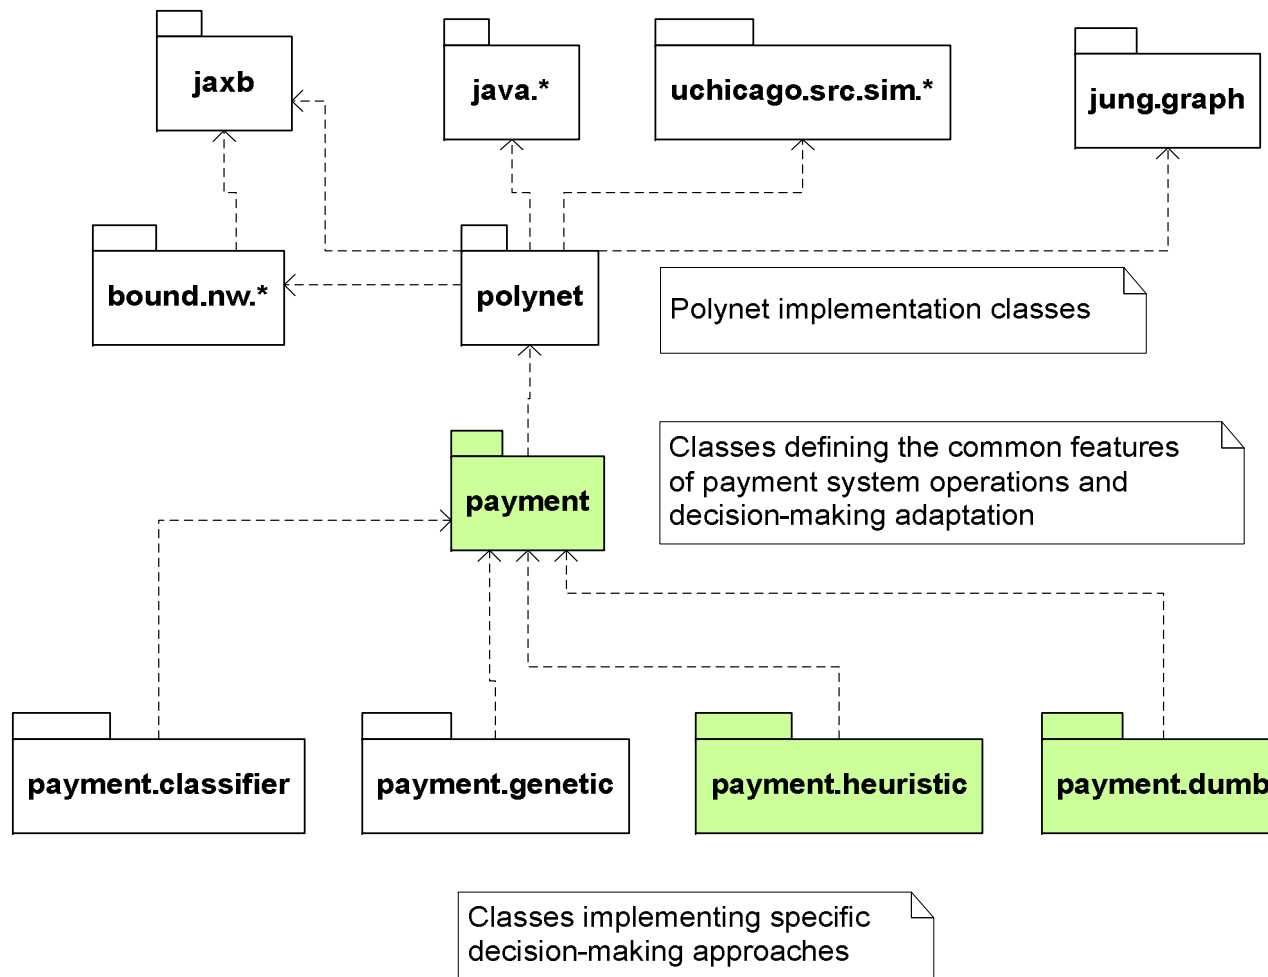 jaxb
java.*
uchicago.src.sim.*
jung.graph
bound.nw.*
polynet
Polynet implementation classes
payment
Classes defining the common features
of payment system operations and
decision-making adaptation
payment.classifier
payment.genetic
payment.heuristic
payment.dumb
Classes implementing specific
decision-making approaches